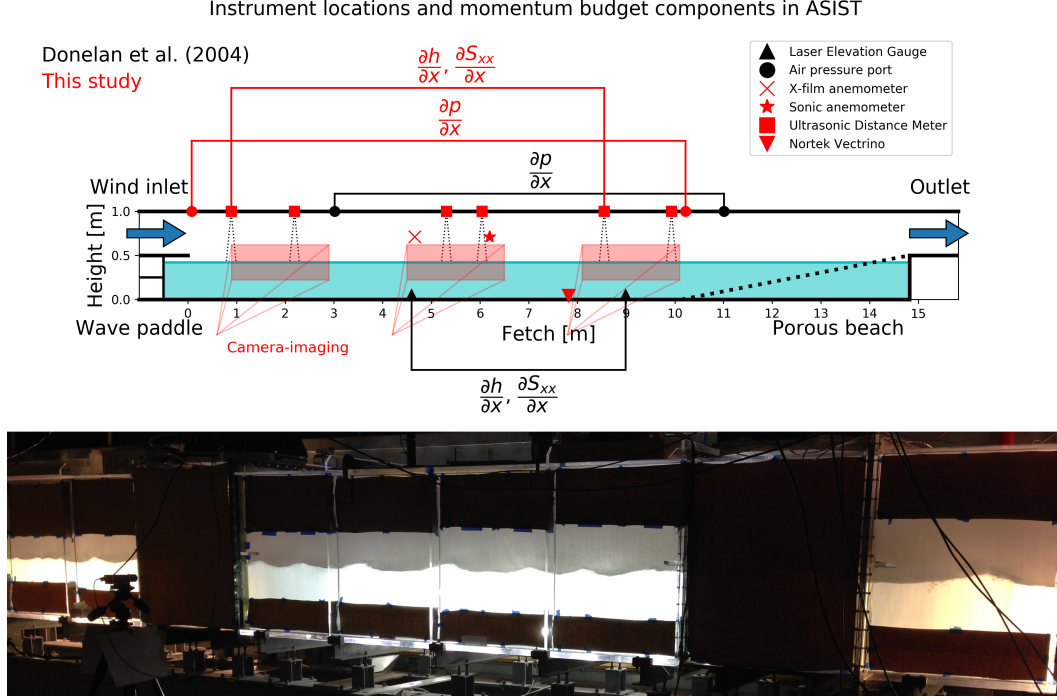 Instrument locations and momentum budget components in ASIST
Donelan et al. (2004)
This study
∂h/∂x, ∂Sxx/∂x
∂p/∂x
∂p/∂x
Laser Elevation Gauge
Air pressure port
X-film anemometer
Sonic anemometer
Ultrasonic Distance Meter
Nortek Vectrino
Wind inlet
Outlet
Height [m]
1.0
0.5
0.0
0 1 2 3 4 5 6 7 8 9 10 11 12 13 14 15
Wave paddle
Fetch [m]
Porous beach
Camera-imaging
∂h/∂x, ∂Sxx/∂x